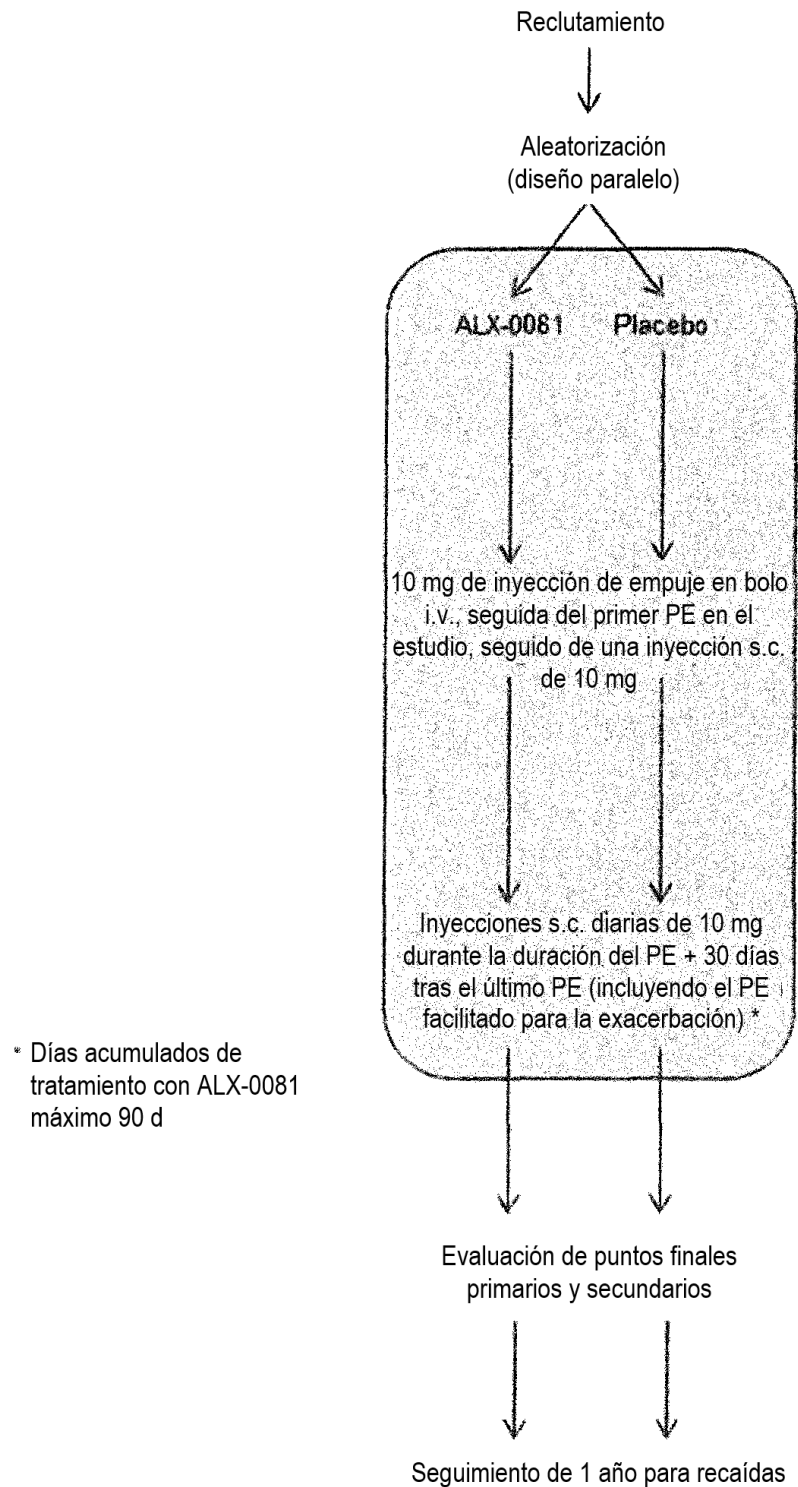 Reclutamiento
Aleatorización
(diseño paralelo)
ALX-0081 Placebo
10 mg de inyección de empuje en bolo
i.v., seguida del primer PE en el
estudio, seguido de una inyección s.c.
de 10 mg
Inyecciones s.c. diarias de 10 mg
durante la duración del PE + 30 días
tras el último PE (incluyendo el PE
facilitado para la exacerbación) *
* Días acumulados de
tratamiento con ALX-0081
máximo 90 d
Evaluación de puntos finales
primarios y secundarios
Seguimiento de 1 año para recaídas